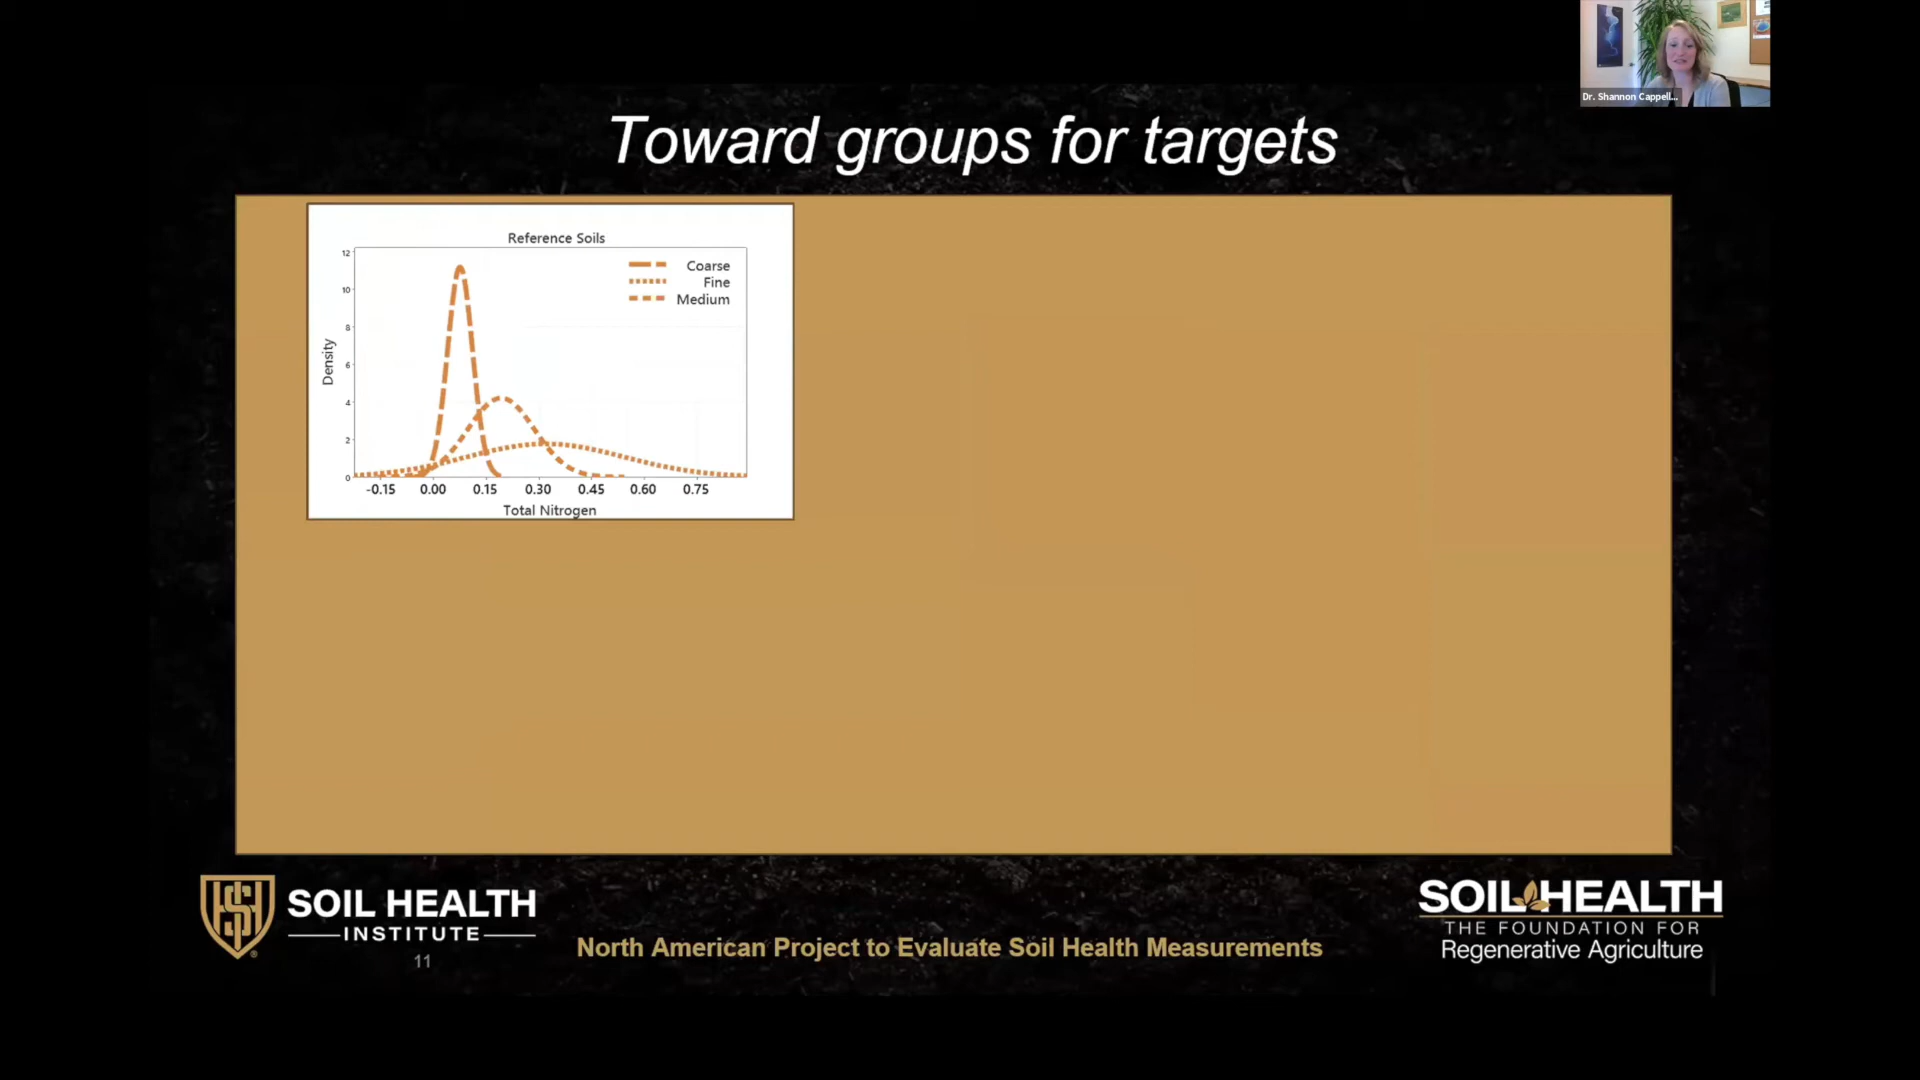 Dr. Shannon Cappell...
Toward groups for targets
Reference Soils
12
10
8
6
4
2
0
Density
Coarse
Fine
Medium
-0.15 0.00 0.15 0.30 0.45 0.60 0.75
Total Nitrogen
SOIL HEALTH
INSTITUTE
11
North American Project to Evaluate Soil Health Measurements
SOIL HEALTH
THE FOUNDATION FOR
Regenerative Agriculture